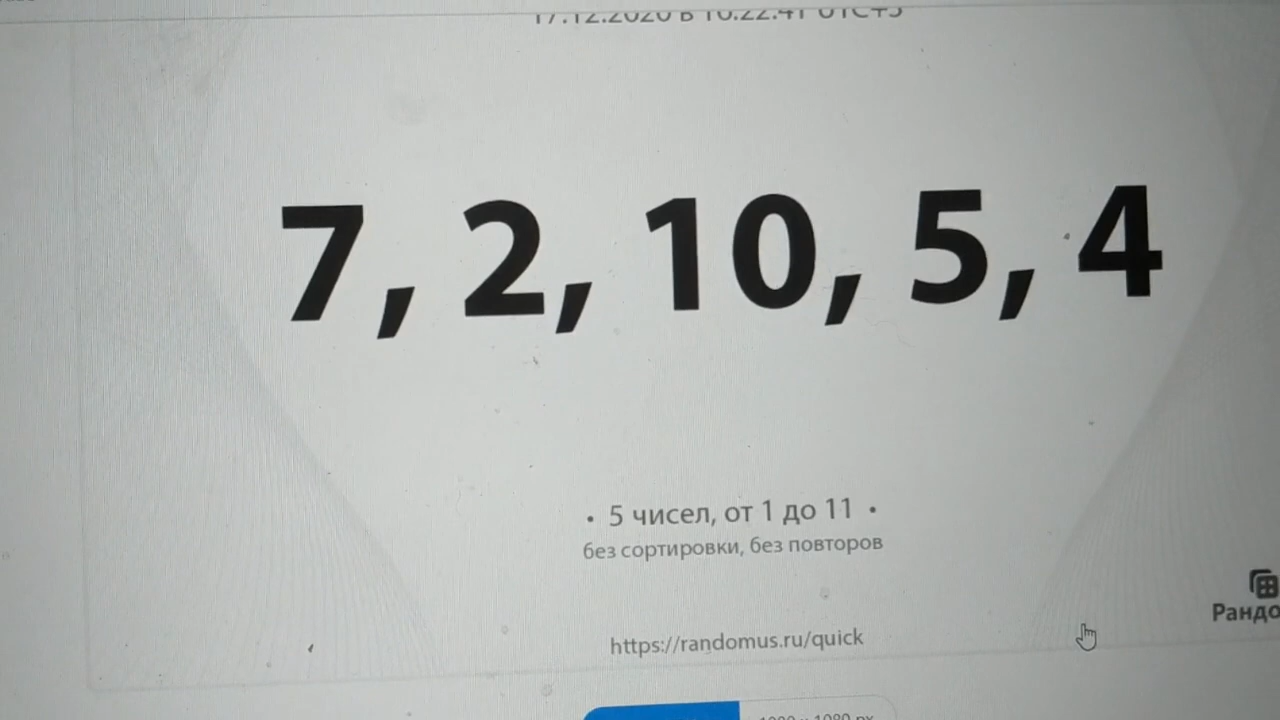 7, 2, 10, 5, 4
• 5 чисел, от 1 до 11 •
без сортировки, без повторов
https://randomus.ru/quick